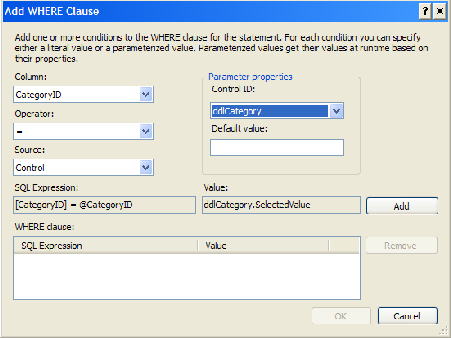 Add WHERE Clause
Add one or more conditions to the WHERE clause for the statement. For each condition you can specify
either a literal value or a parameterized value. Parameterized values get their values at runtime based on
their properties.
Column:
CategoryID
Operator:
=
Source:
Control
Parameter properties
Control ID:
ddlCategory
Default value:
SQL Expression:
[CategoryID] = @CategoryID
Value:
ddlCategory.SelectedValue
Add
WHERE clause:
SQL Expression Value
Remove
OK Cancel